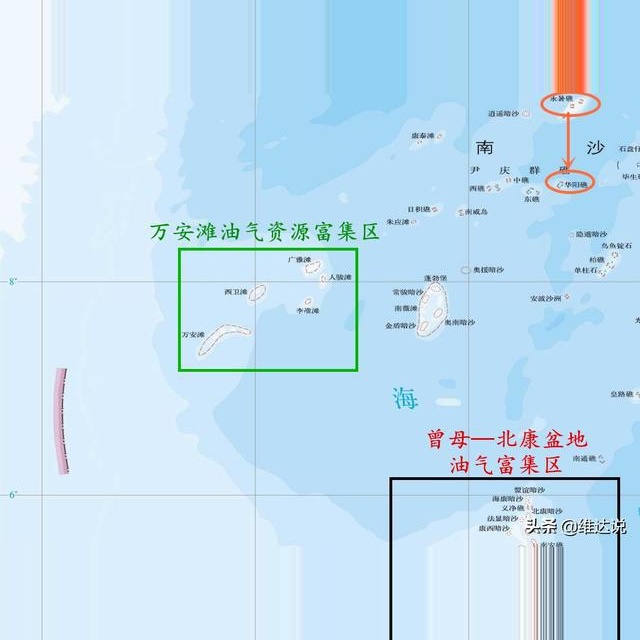 永暑礁
逍遥暗沙
康泰滩
南 沙
石盘仔
尹 庆 群 礁
中礁
西礁
华阳礁
毕生礁
东礁
日积礁
南威岛
朱应滩
万安滩油气资源富集区
隐遁暗沙
鸟鱼锭石
广雅滩
柏礁
人骏滩
奥援暗沙
单柱石
8°
蓬勃堡
西卫滩
常骏暗沙
安波沙洲
李准滩
南薇滩
万安滩
金盾暗沙
奥南暗沙
海
皇路礁
曾母—北康盆地
油气富集区
南通礁
6°
盟谊暗沙
海康暗沙
义净礁
北康暗沙
法显暗沙
康西暗沙
头条 @维达说
南安礁